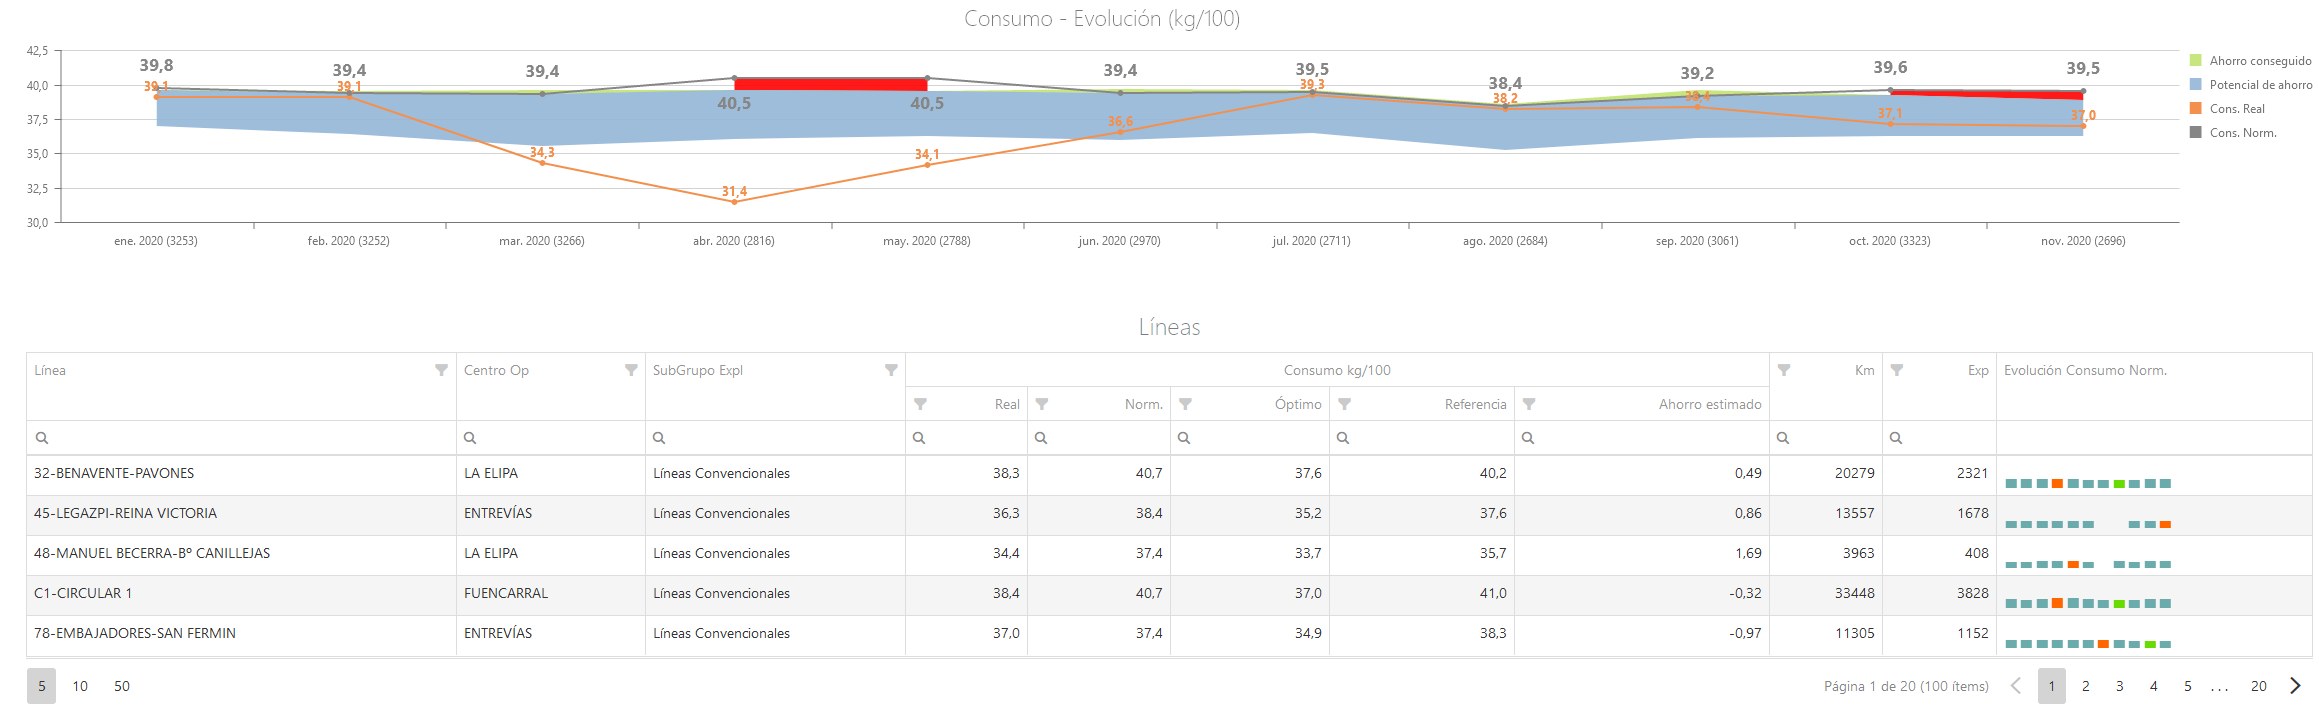 Consumo - Evolución (kg/100)
42,5
40,0
37,5
35,0
32,5
30,0
39,8 39,4 39,4 40,5 40,5 39,4 39,5 38,4 39,2 39,6 39,5
39,1 39,1 34,3 31,4 34,1 36,6 39,3 38,2 38,4 37,1 37,0
ene. 2020 (3253) feb. 2020 (3252) mar. 2020 (3266) abr. 2020 (2816) may. 2020 (2788) jun. 2020 (2970) jul. 2020 (2711) ago. 2020 (2684) sep. 2020 (3061) oct. 2020 (3323) nov. 2020 (2696)
Ahorro conseguido
Potencial de ahorro
Cons. Real
Cons. Norm.
Líneas
Línea Centro Op SubGrupo Expl Consumo kg/100 Km Exp Evolución Consumo Norm.
Real Norm. Óptimo Referencia Ahorro estimado
32-BENAVENTE-PAVONES LA ELIPA Líneas Convencionales 38,3 40,7 37,6 40,2 0,49 20279 2321
45-LEGAZPI-REINA VICTORIA ENTREVÍAS Líneas Convencionales 36,3 38,4 35,2 37,6 0,86 13557 1678
48-MANUEL BECERRA-Bº CANILLEJAS LA ELIPA Líneas Convencionales 34,4 37,4 33,7 35,7 1,69 3963 408
C1-CIRCULAR 1 FUENCARRAL Líneas Convencionales 38,4 40,7 37,0 41,0 -0,32 33448 3828
78-EMBAJADORES-SAN FERMIN ENTREVÍAS Líneas Convencionales 37,0 37,4 34,9 38,3 -0,97 11305 1152
5 10 50 Página 1 de 20 (100 ítems) 1 2 3 4 5 ... 20